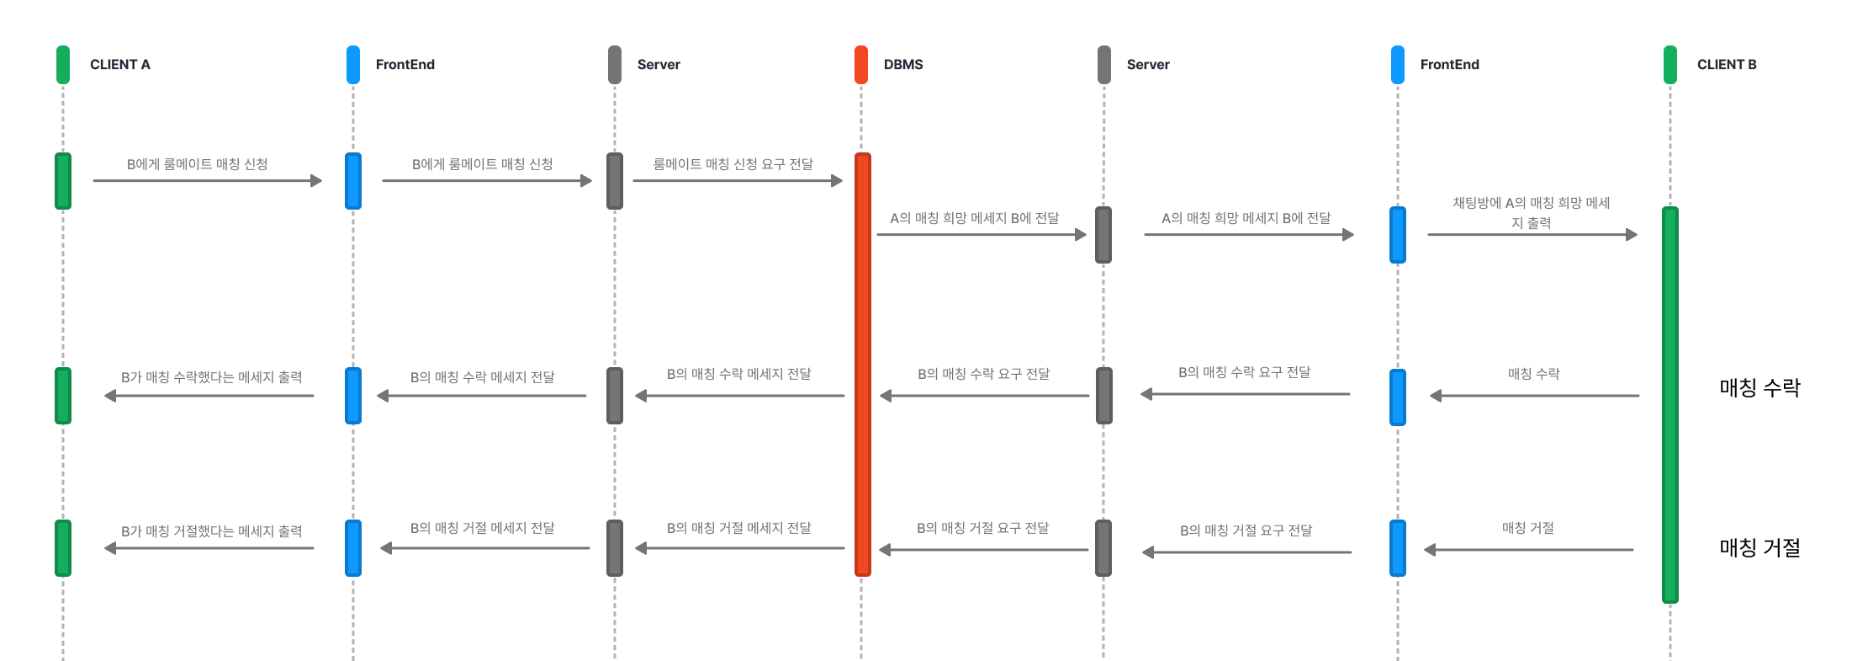 CLIENT A
FrontEnd
Server
DBMS
Server
FrontEnd
CLIENT B
B에게 룸메이트 매칭 신청
B에게 룸메이트 매칭 신청
룸메이트 매칭 신청 요구 전달
A의 매칭 희망 메세지 B에 전달
A의 매칭 희망 메세지 B에 전달
채팅방에 A의 매칭 희망 메세
지 출력
B가 매칭 수락했다는 메세지 출력
B의 매칭 수락 메세지 전달
B의 매칭 수락 메세지 전달
B의 매칭 수락 요구 전달
B의 매칭 수락 요구 전달
매칭 수락
매칭 수락
B가 매칭 거절했다는 메세지 출력
B의 매칭 거절 메세지 전달
B의 매칭 거절 메세지 전달
B의 매칭 거절 요구 전달
B의 매칭 거절 요구 전달
매칭 거절
매칭 거절